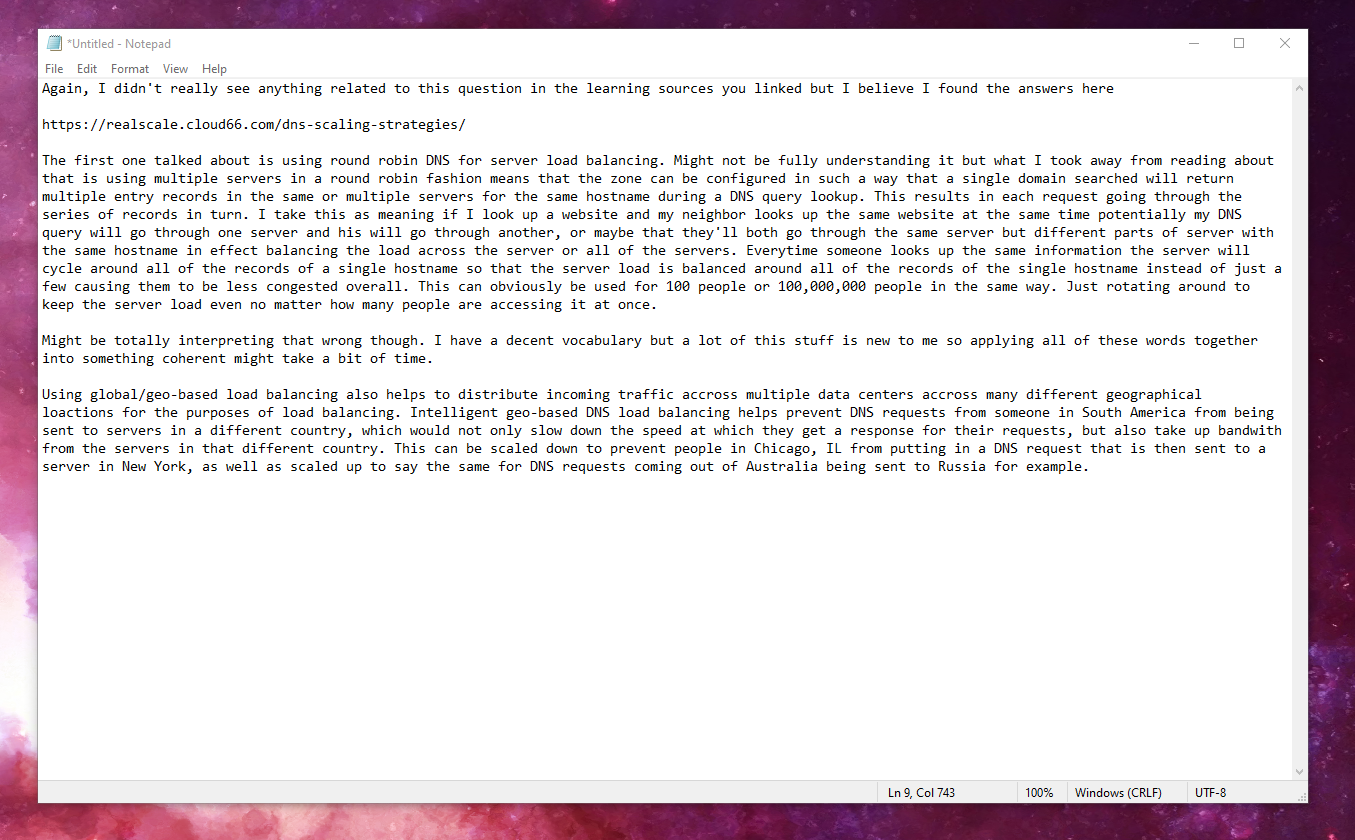 *Untitled - Notepad
File Edit Format View Help
Again, I didn't really see anything related to this question in the learning sources you linked but I believe I found the answers here
https://realscale.cloud66.com/dns-scaling-strategies/
The first one talked about is using round robin DNS for server load balancing. Might not be fully understanding it but what I took away from reading about
that is using multiple servers in a round robin fashion means that the zone can be configured in such a way that a single domain searched will return
multiple entry records in the same or multiple servers for the same hostname during a DNS query lookup. This results in each request going through the
series of records in turn. I take this as meaning if I look up a website and my neighbor looks up the same website at the same time potentially my DNS
query will go through one server and his will go through another, or maybe that they'll both go through the same server but different parts of server with
the same hostname in effect balancing the load across the server or all of the servers. Everytime someone looks up the same information the server will
cycle around all of the records of a single hostname so that the server load is balanced around all of the records of the single hostname instead of just a
few causing them to be less congested overall. This can obviously be used for 100 people or 100,000,000 people in the same way. Just rotating around to
keep the server load even no matter how many people are accessing it at once.
Might be totally interpreting that wrong though. I have a decent vocabulary but a lot of this stuff is new to me so applying all of these words together
into something coherent might take a bit of time.
Using global/geo-based load balancing also helps to distribute incoming traffic accross multiple data centers accross many different geographical
loactions for the purposes of load balancing. Intelligent geo-based DNS load balancing helps prevent DNS requests from someone in South America from being
sent to servers in a different country, which would not only slow down the speed at which they get a response for their requests, but also take up bandwith
from the servers in that different country. This can be scaled down to prevent people in Chicago, IL from putting in a DNS request that is then sent to a
server in New York, as well as scaled up to say the same for DNS requests coming out of Australia being sent to Russia for example.
Ln 9, Col 743 100% Windows (CRLF) UTF-8